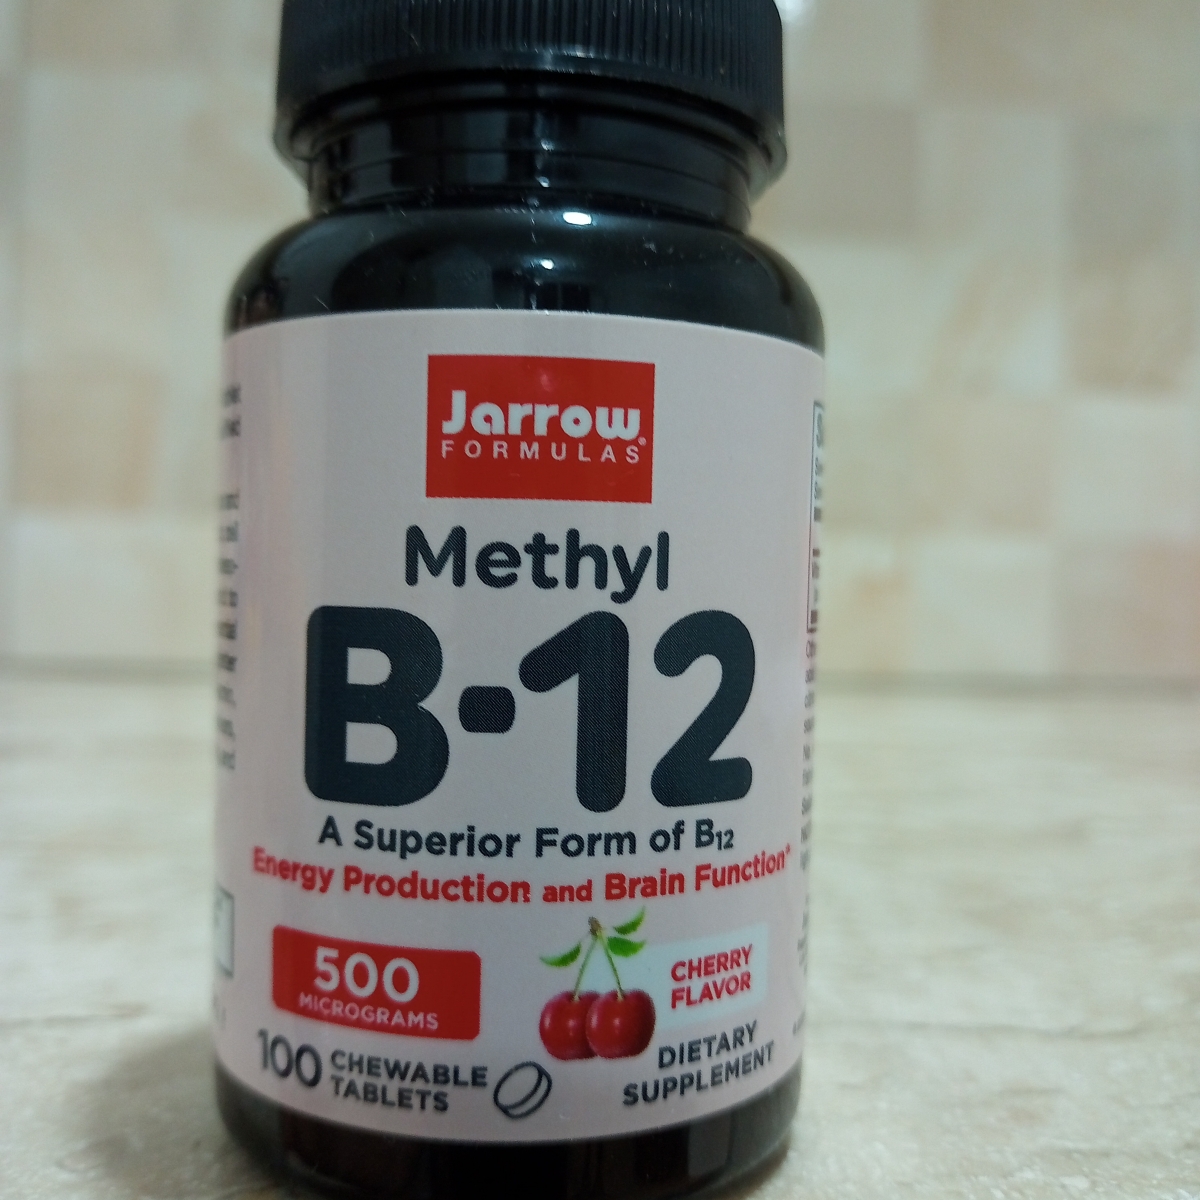 Jarrow®
FORMULAS
Methyl
B-12
A Superior Form of B12
Energy Production and Brain Function*
500
MICROGRAMS
CHERRY
FLAVOR
100 CHEWABLE
TABLETS
DIETARY
SUPPLEMENT